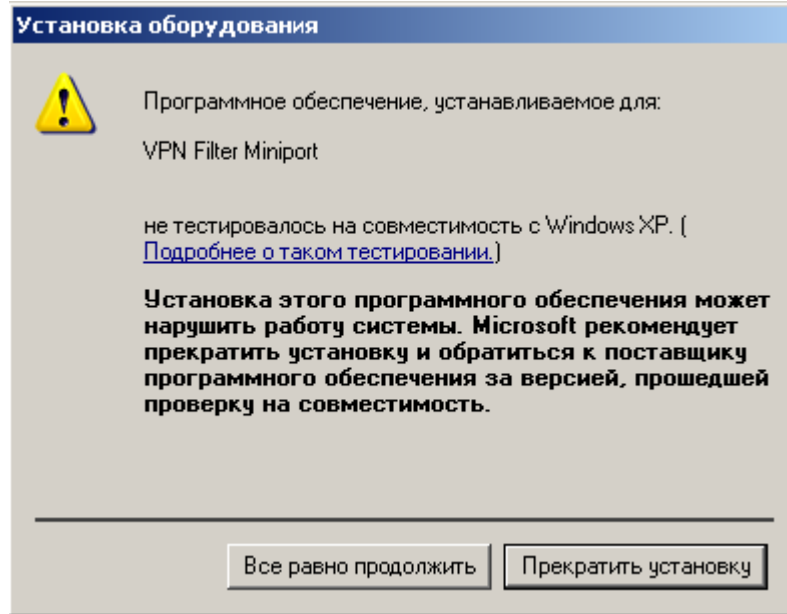 Установка оборудования
Программное обеспечение, устанавливаемое для:
VPN Filter Miniport
не тестировалось на совместимость с Windows XP. (
Подробнее о таком тестировании.)
Установка этого программного обеспечения может
нарушить работу системы. Microsoft рекомендует
прекратить установку и обратиться к поставщику
программного обеспечения за версией, прошедшей
проверку на совместимость.
Все равно продолжить
Прекратить установку